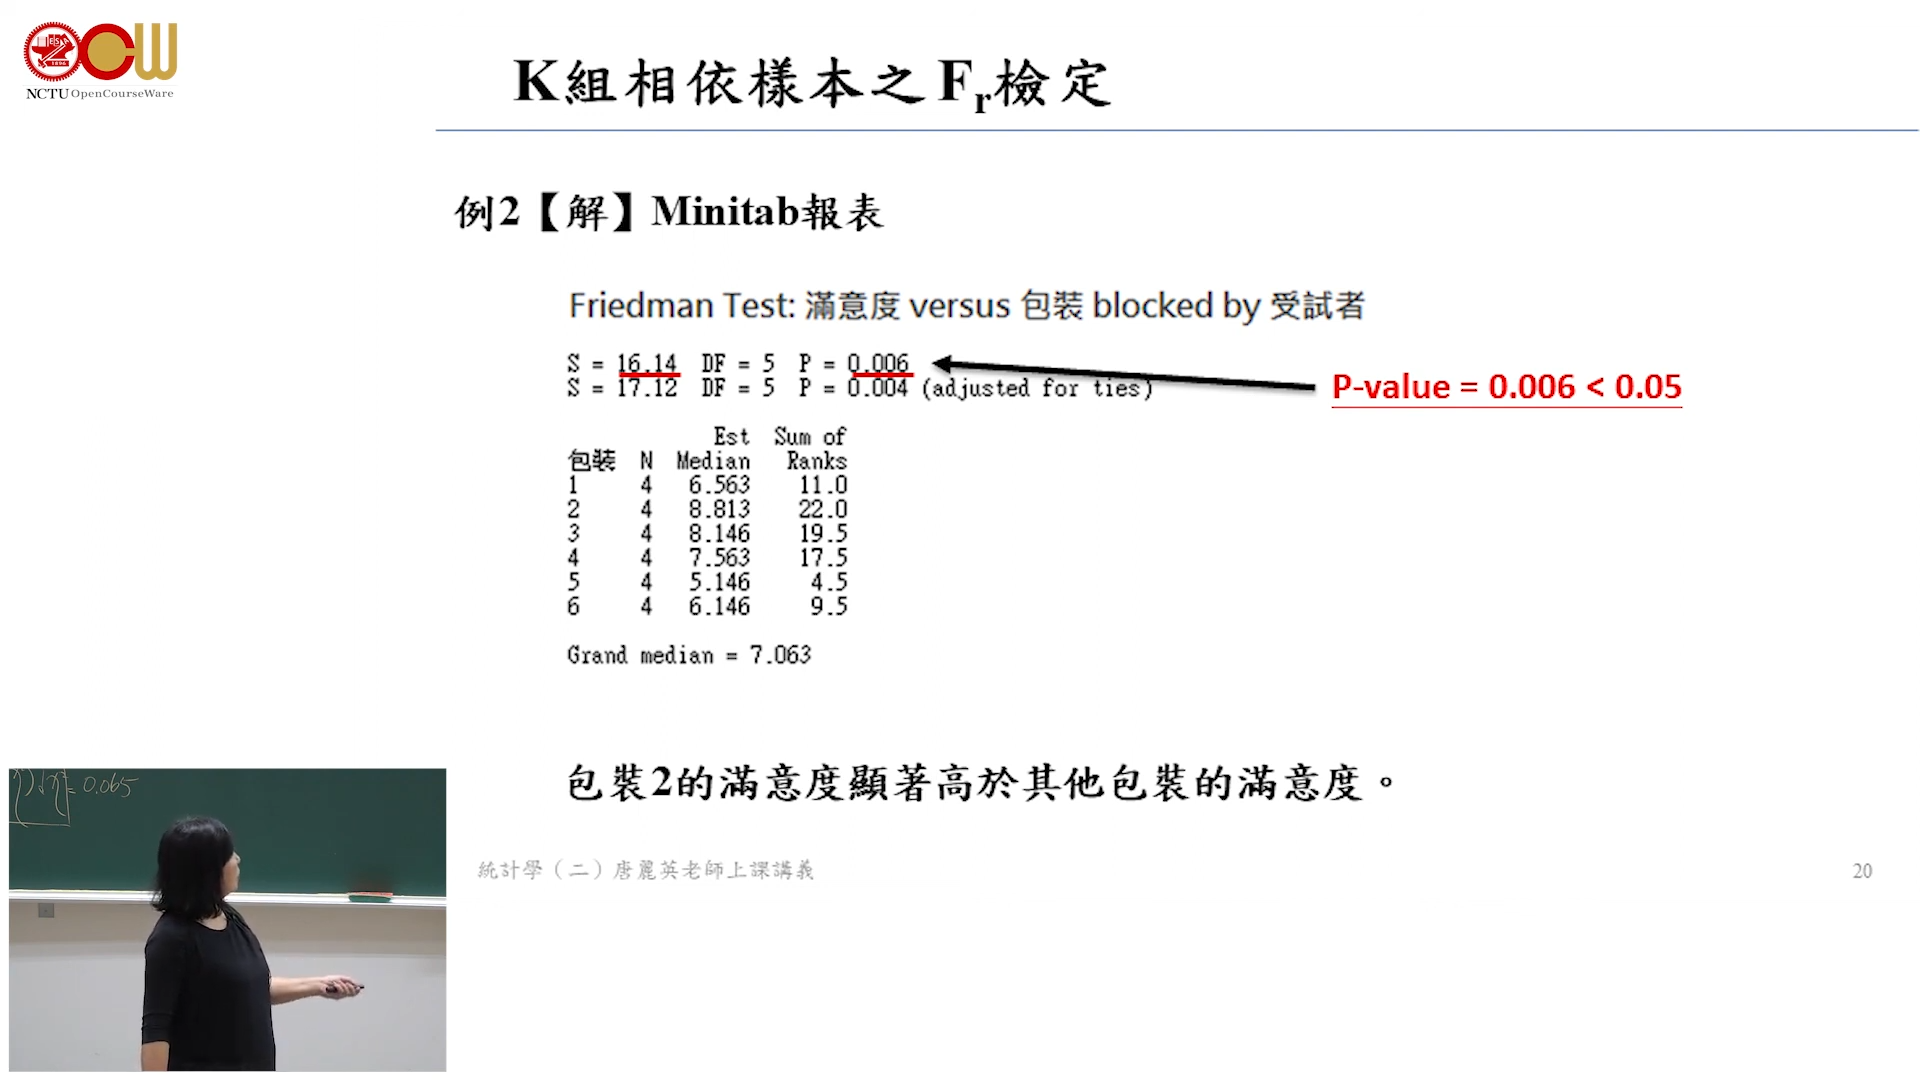 NCTU OpenCourseWare
K組相依樣本之Fr檢定
例2【解】Minitab報表
Friedman Test: 滿意度 versus 包裝 blocked by 受試者
S = 16.14 DF = 5 P = 0.006
S = 17.12 DF = 5 P = 0.004 (adjusted for ties)
P-value = 0.006 < 0.05
Est Sum of
包裝 N Median Ranks
1 4 6.563 11.0
2 4 8.813 22.0
3 4 8.146 19.5
4 4 7.563 17.5
5 4 5.146 4.5
6 4 6.146 9.5
Grand median = 7.063
包裝2的滿意度顯著高於其他包裝的滿意度。
= 0.065
統計學（二）唐麗英老師上課講義
20